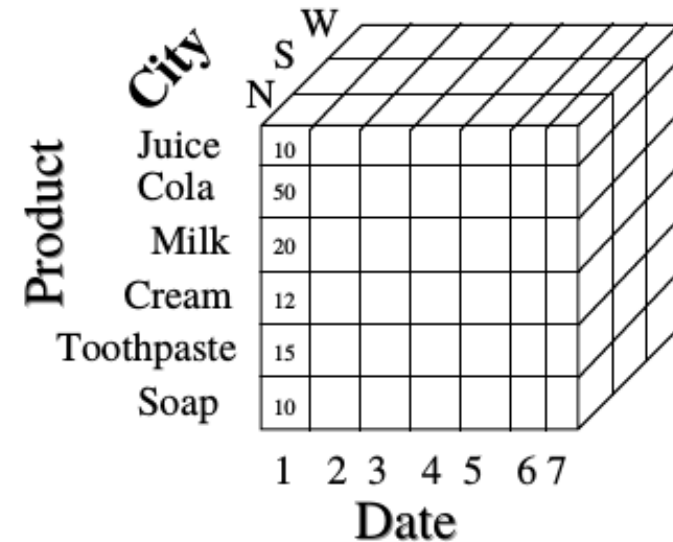 W
S
City
N
Product
Juice 10
Cola 50
Milk 20
Cream 12
Toothpaste 15
Soap 10
1 2 3 4 5 6 7
Date